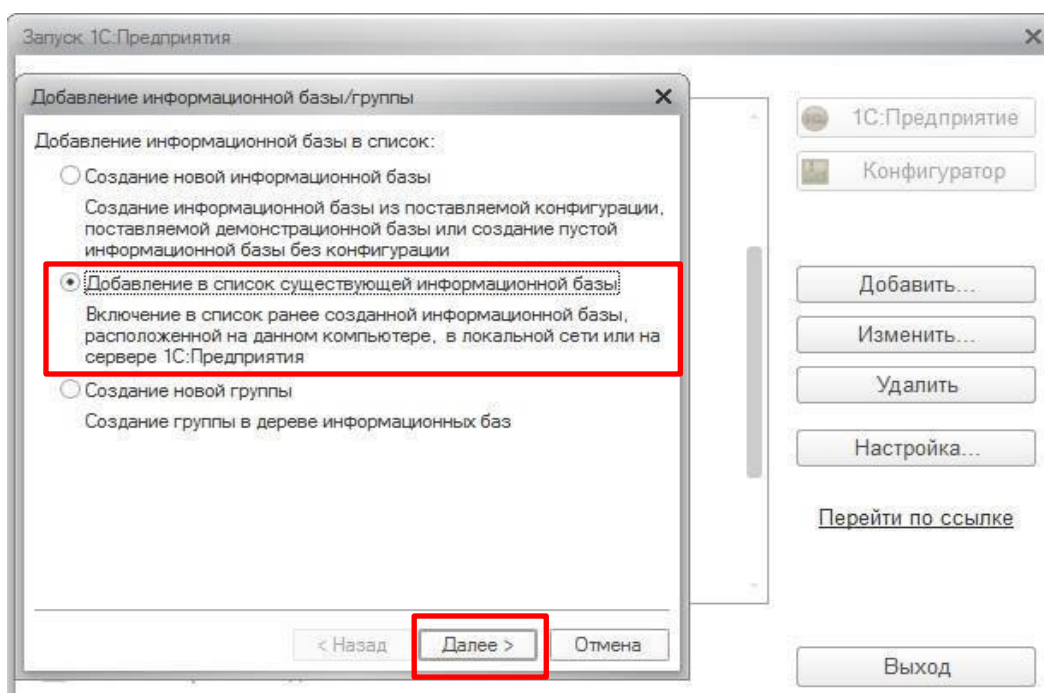 Запуск 1С:Предприятия
Добавление информационной базы/группы
Добавление информационной базы в список:
Создание новой информационной базы
Создание информационной базы из поставляемой конфигурации,
поставляемой демонстрационной базы или создание пустой
информационной базы без конфигурации
Добавление в список существующей информационной базы
Включение в список ранее созданной информационной базы,
расположенной на данном компьютере, в локальной сети или на
сервере 1С:Предприятия
Создание новой группы
Создание группы в дереве информационных баз
< Назад
Далее >
Отмена
1С:Предприятие
Конфигуратор
Добавить...
Изменить...
Удалить
Настройка...
Перейти по ссылке
Выход